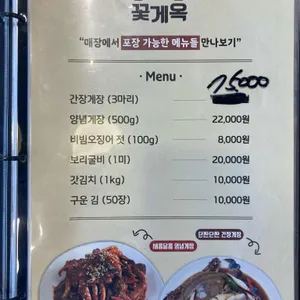 꽃게옥
“매장에서 포장 가능한 메뉴들 만나보기”
· Menu ·
간장게장 (3마리) 25000
양념게장 (500g) 22,000원
비빔오징어 젓 (100g) 8,000원
보리굴비 (1미) 20,000원
갓김치 (1kg) 10,000원
구운 김 (50장) 10,000원
새콤달콤 양념게장
단짠단짠 간장게장